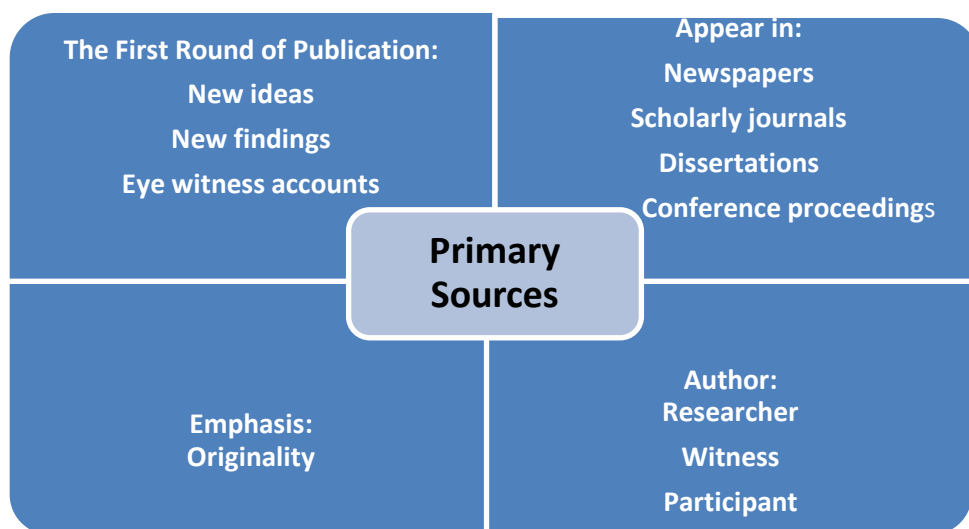 The First Round of Publication:
New ideas
New findings
Eye witness accounts
Appear in:
Newspapers
Scholarly journals
Dissertations
Conference proceedings
Primary
Sources
Emphasis:
Originality
Author:
Researcher
Witness
Participant